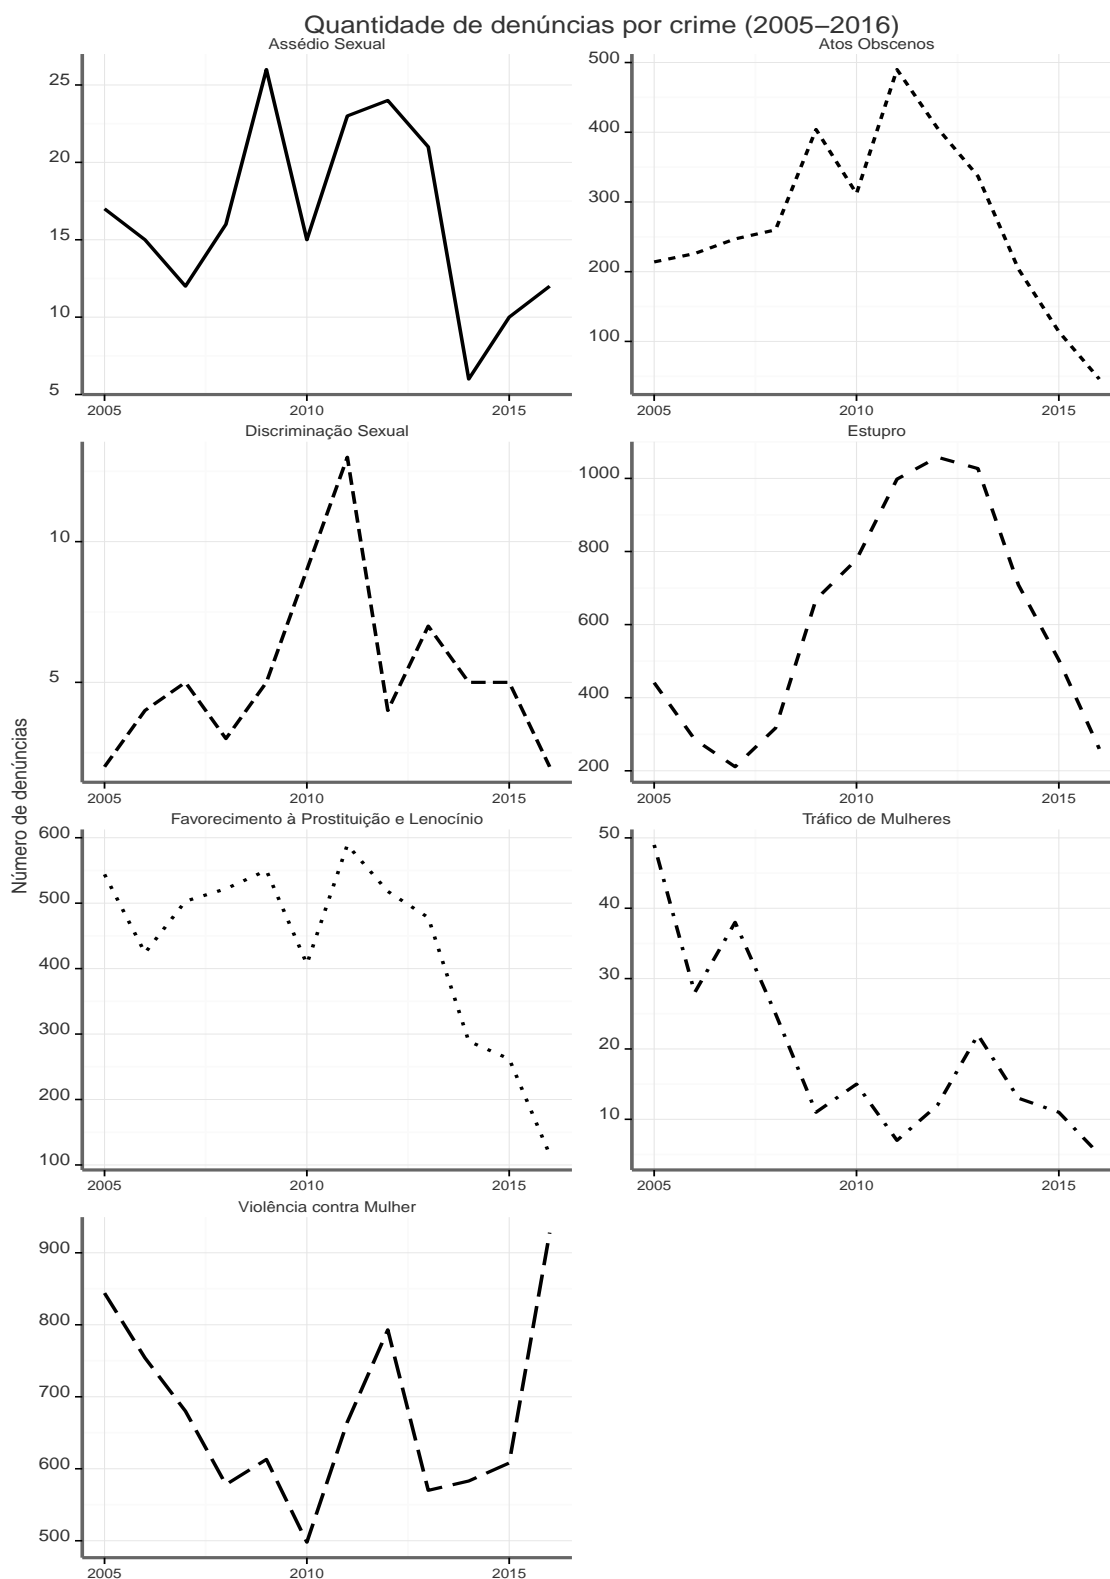 Quantidade de denúncias por crime (2005–2016)
Assédio Sexual
25
20
15
10
5
2005 2010 2015
Atos Obscenos
500
400
300
200
100
2005 2010 2015
Discriminação Sexual
10
5
2005 2010 2015
Estupro
1000
800
600
400
200
2005 2010 2015
Número de denúncias
Favorecimento à Prostituição e Lenocínio
600
500
400
300
200
100
2005 2010 2015
Tráfico de Mulheres
50
40
30
20
10
2005 2010 2015
Violência contra Mulher
900
800
700
600
500
2005 2010 2015